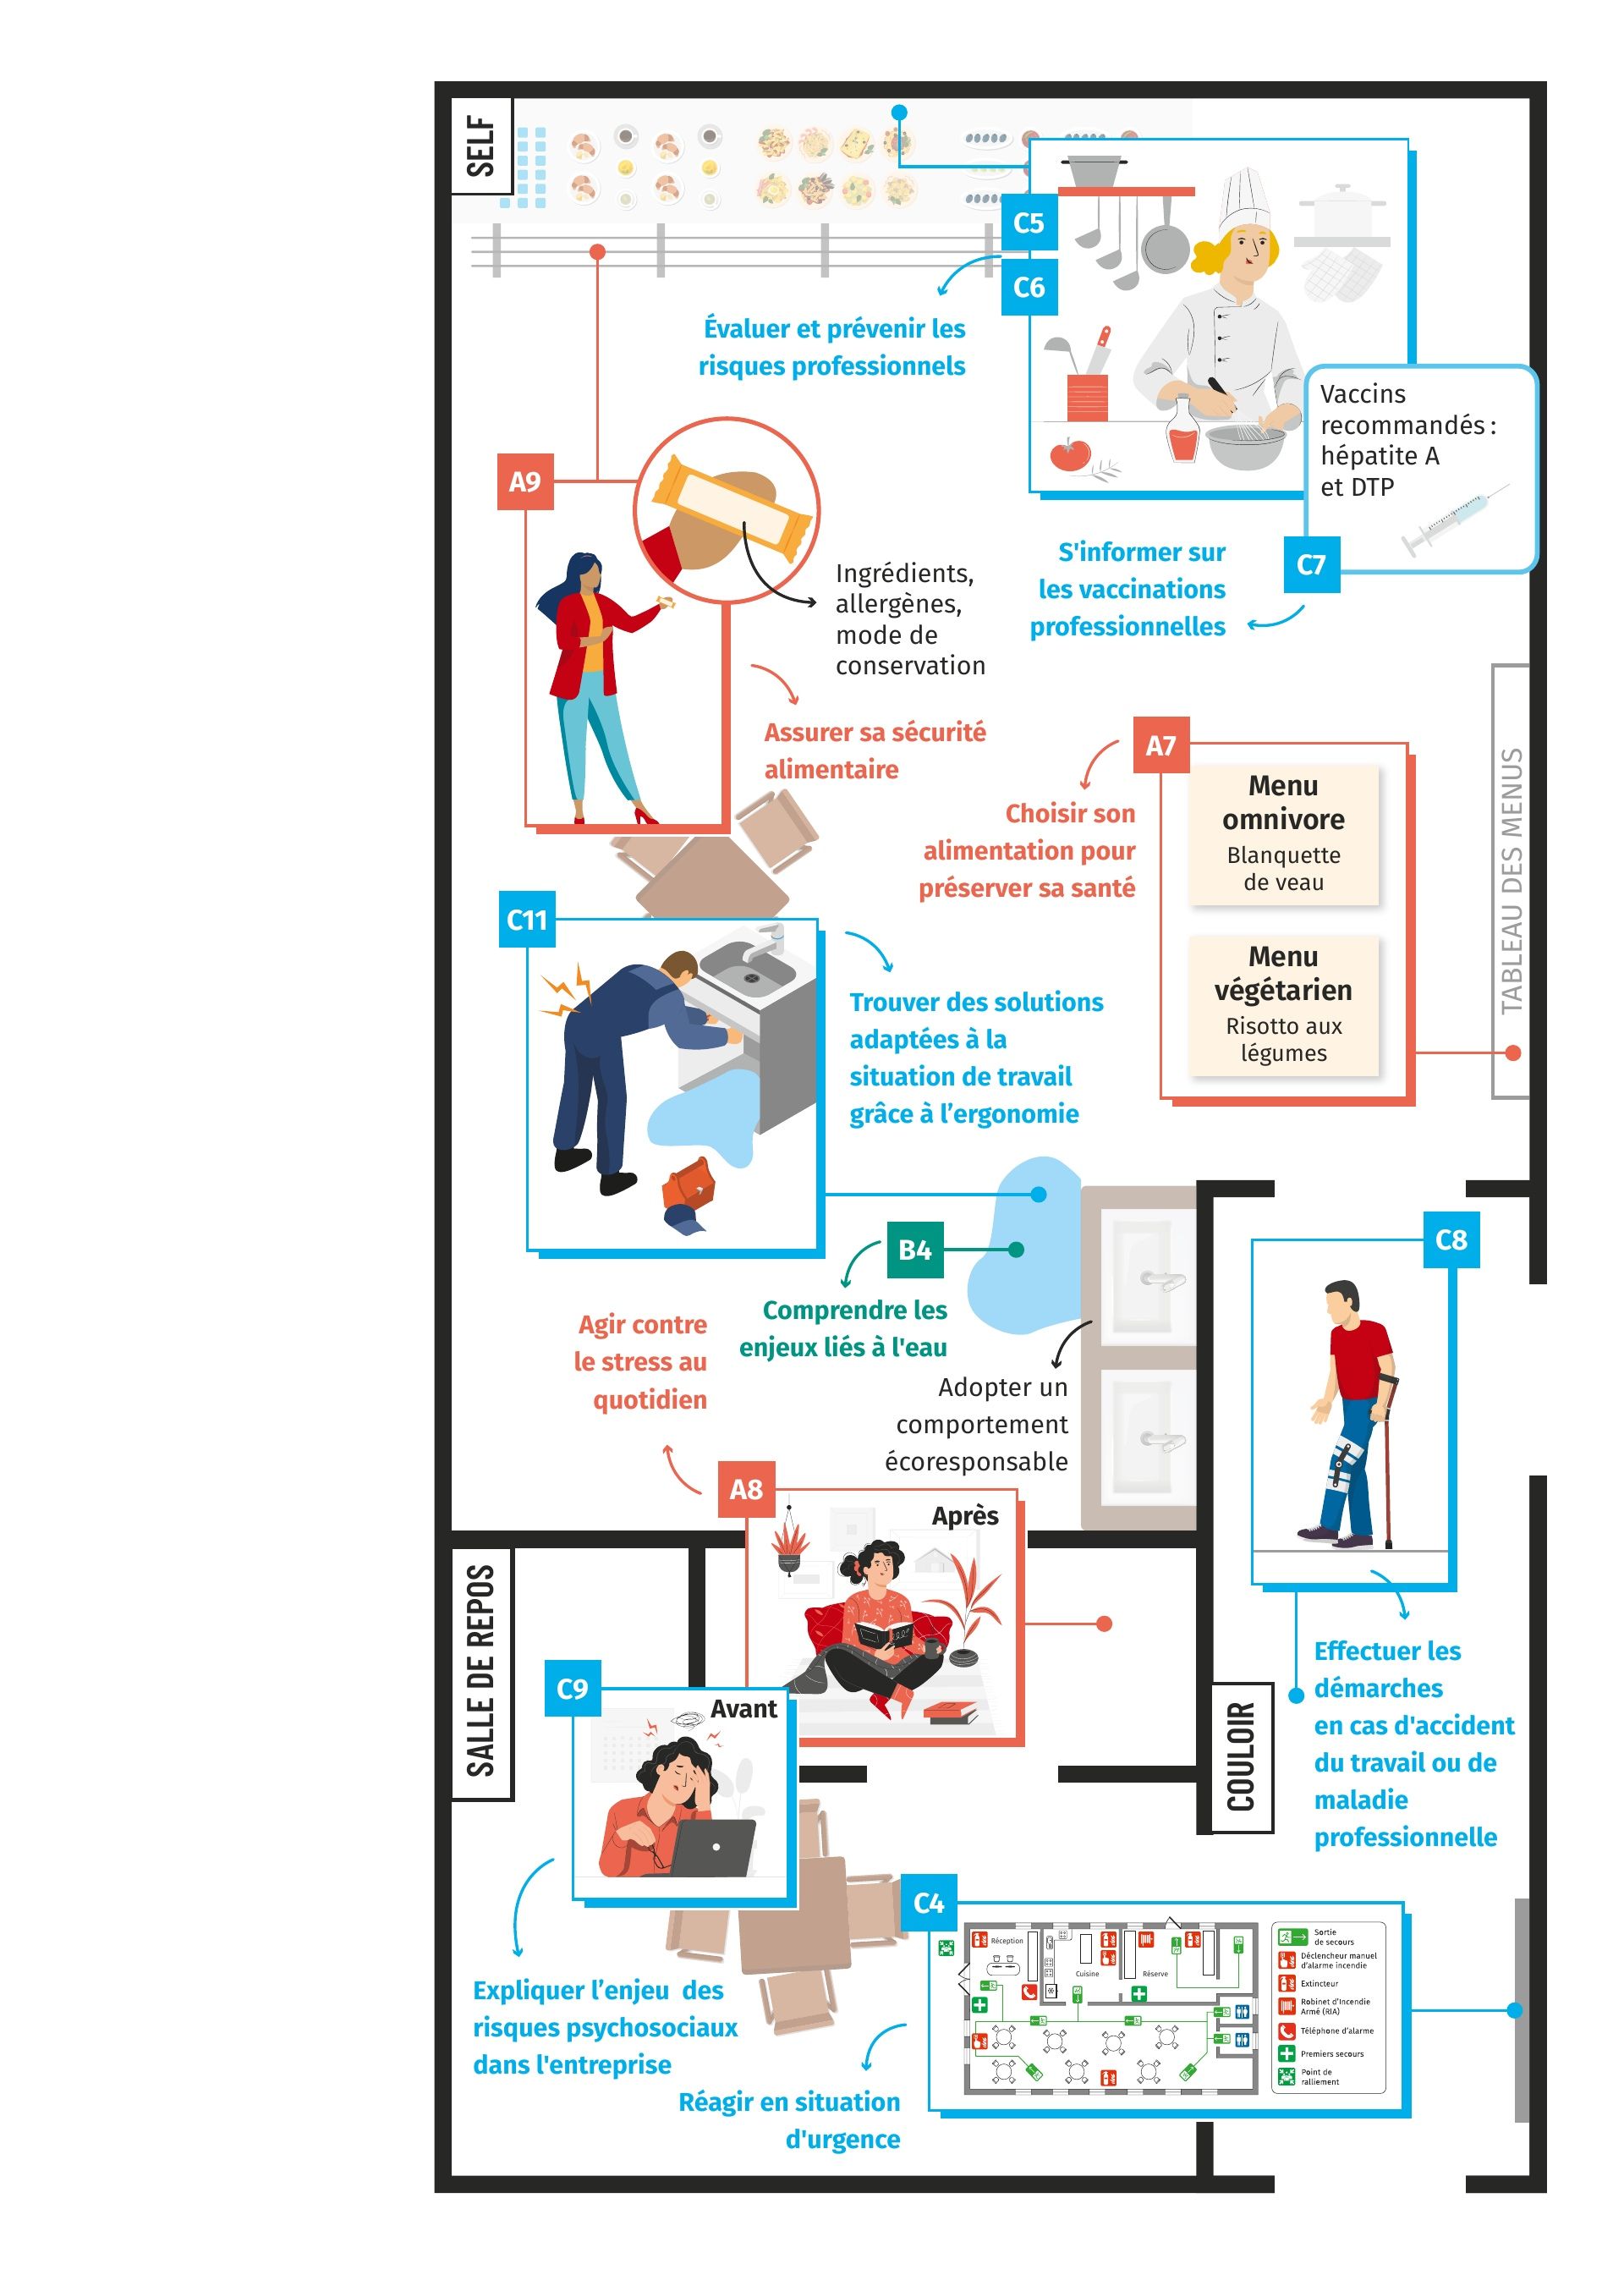 SELF
C5
C6
Évaluer et prévenir les
risques professionnels
Vaccins
recommandés :
hépatite A
et DTP
C7
S'informer sur
les vaccinations
professionnelles
A9
Ingrédients,
allergènes,
mode de
conservation
Assurer sa sécurité
alimentaire
A7
Choisir son
alimentation pour
préserver sa santé
Menu
omnivore
Blanquette
de veau
Menu
végétarien
Risotto aux
légumes
TABLEAU DES MENUS
C11
Trouver des solutions
adaptées à la
situation de travail
grâce à l’ergonomie
B4
Comprendre les
enjeux liés à l'eau
Adopter un
comportement
écoresponsable
C8
Effectuer les
démarches
en cas d'accident
du travail ou de
maladie
professionnelle
COULOIR
Agir contre
le stress au
quotidien
A8
Après
SALLE DE REPOS
C9
Avant
Expliquer l’enjeu  des
risques psychosociaux
dans l'entreprise
C4
Réagir en situation
d'urgence
Réception
Cuisine
Réserve
Sortie
de secours
Déclencheur manuel
d’alarme incendie
Extincteur
Robinet d’Incendie
Armé (RIA)
Téléphone d’alarme
Premiers secours
Point de
ralliement